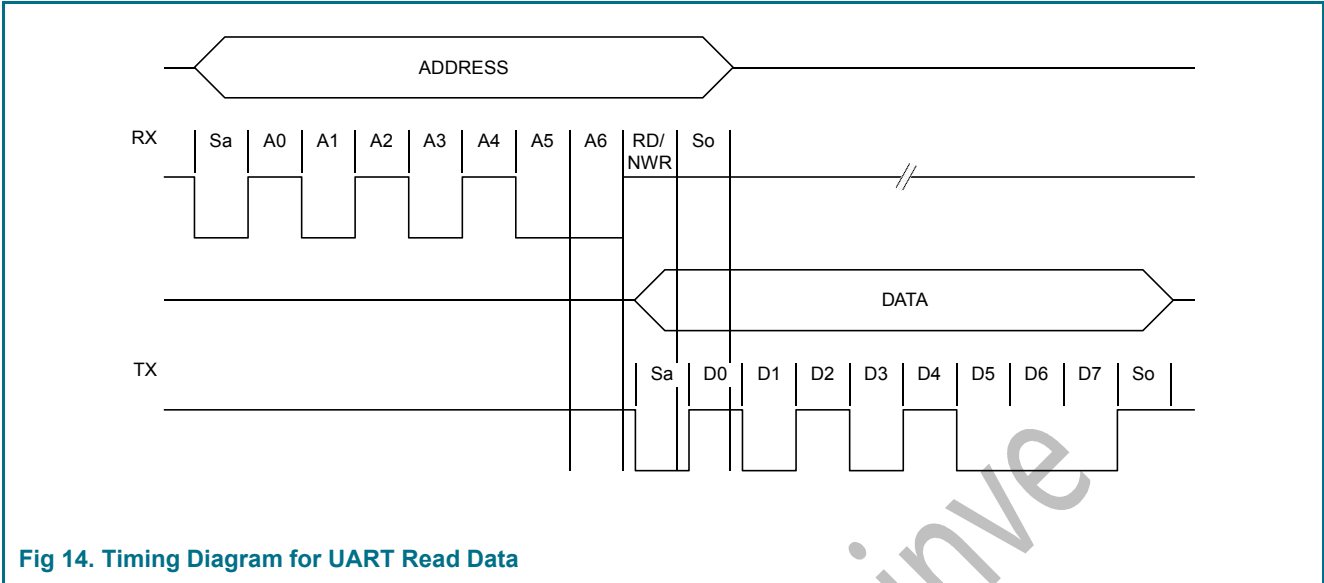 ADDRESS
RX Sa A0 A1 A2 A3 A4 A5 A6 RD/ So
NWR
DATA
TX Sa D0 D1 D2 D3 D4 D5 D6 D7 So
inve
Fig 14. Timing Diagram for UART Read Data